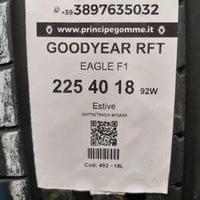 +39 3897635032
www.principegomme.it
GOODYEAR RFT
EAGLE F1
225 40 18 92W
Estive
Cod: 492 - 18L